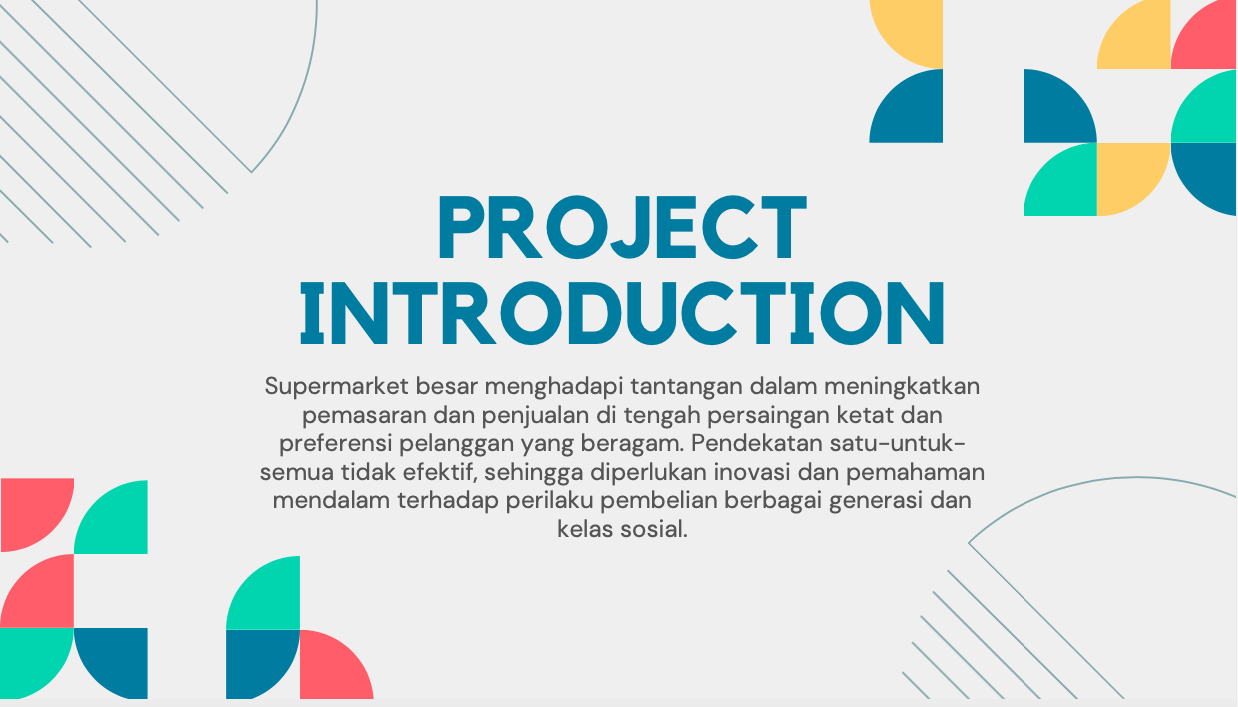 PROJECT
INTRODUCTION
Supermarket besar menghadapi tantangan dalam meningkatkan
pemasaran dan penjualan di tengah persaingan ketat dan
preferensi pelanggan yang beragam. Pendekatan satu-untuk-
semua tidak efektif, sehingga diperlukan inovasi dan pemahaman
mendalam terhadap perilaku pembelian berbagai generasi dan
kelas sosial.